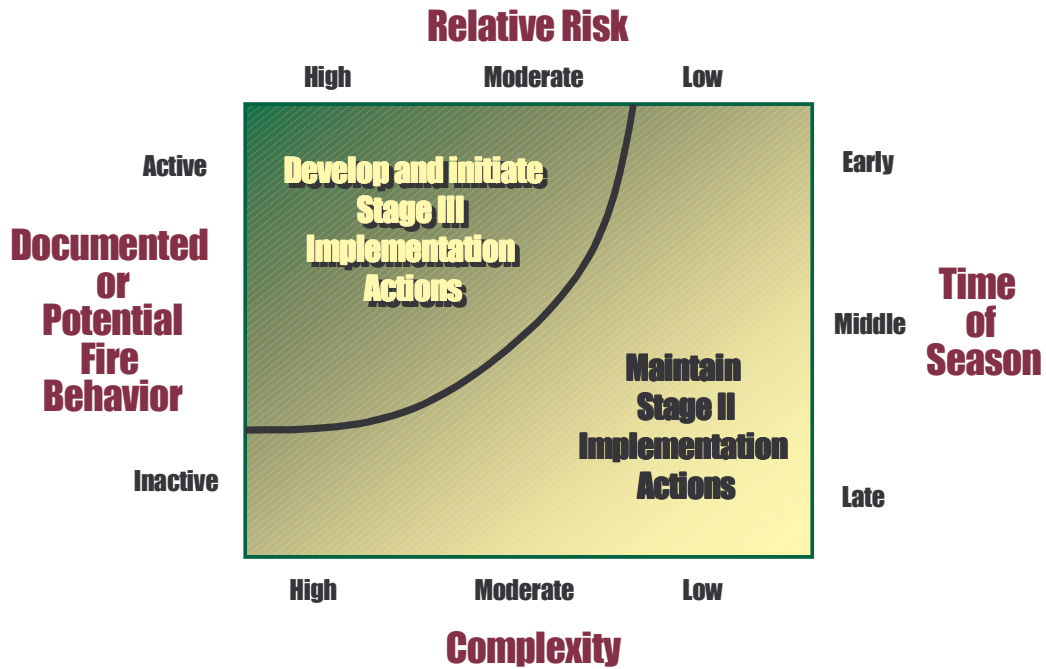 Relative Risk
High Moderate Low
Active
Develop and initiate
Stage III
Implementation
Actions
Early
Documented
or
Potential
Fire
Behavior
Time
of
Season
Middle
Maintain
Stage II
Implementation
Actions
Inactive
Late
High Moderate Low
Complexity